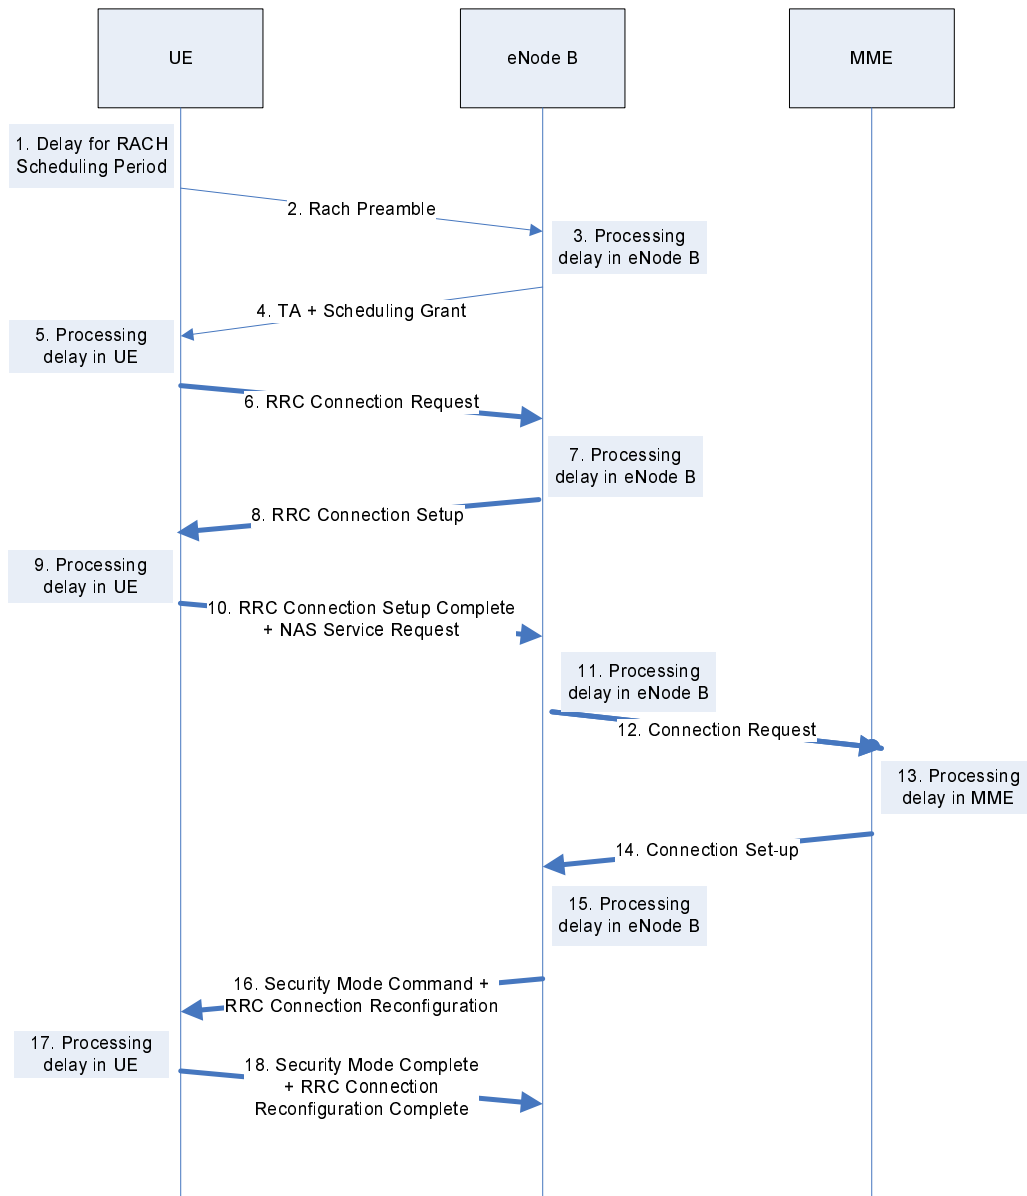 UE
eNode B
MME
1. Delay for RACH
Scheduling Period
2. Rach Preamble
3. Processing
delay in eNode B
4. TA + Scheduling Grant
5. Processing
delay in UE
6. RRC Connection Request
7. Processing
delay in eNode B
8. RRC Connection Setup
9. Processing
delay in UE
10. RRC Connection Setup Complete
+ NAS Service Request
11. Processing
delay in eNode B
12. Connection Request
13. Processing
delay in MME
14. Connection Set-up
15. Processing
delay in eNode B
16. Security Mode Command +
RRC Connection Reconfiguration
17. Processing
delay in UE
18. Security Mode Complete
+ RRC Connection
Reconfiguration Complete